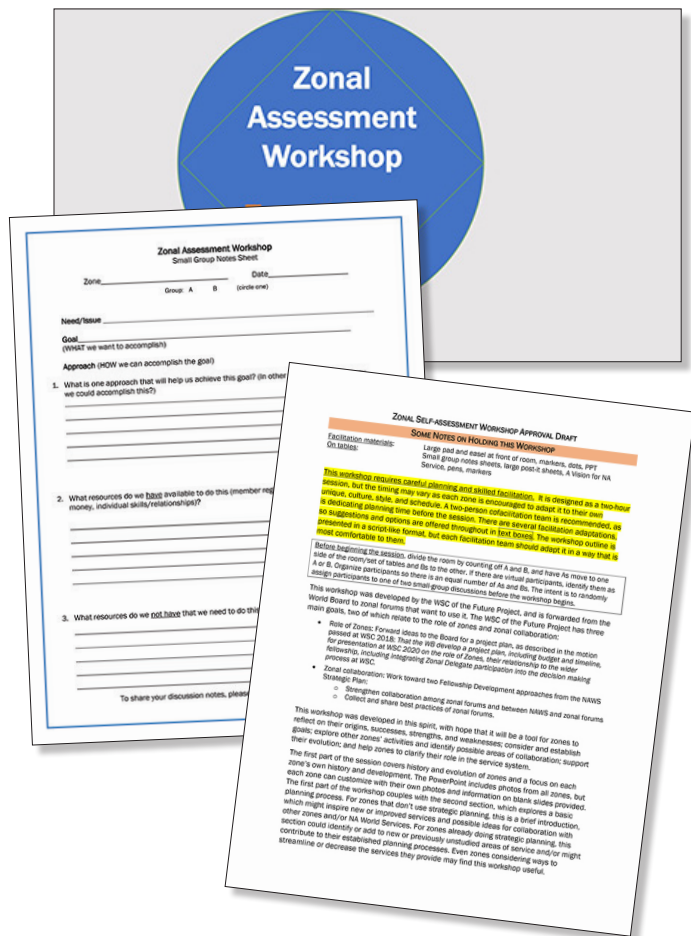 Zonal
Assessment
Workshop
Zonal Assessment Workshop
Small Group Notes Sheet
Zone____________________ Date____________________
Group: A B (circle one)
Need/Issue ____________________
Goal____________________
(WHAT we want to accomplish)
Approach (HOW we can accomplish the goal)
1. What is one approach that will help us achieve this goal? (In other
we could accomplish this?)
2. What resources do we have available to do this (member reg
money, individual skills/relationships)?
3. What resources do we not have that we need to do this
To share your discussion notes, pleas
ZONAL SELF-ASSESSMENT WORKSHOP APPROVAL DRAFT
SOME NOTES ON HOLDING THIS WORKSHOP
Facilitation materials: Large pad and easel at front of room, markers, dots, PPT
On tables: Small group notes sheets, large post-it sheets, A Vision for NA
Service, pens, markers
This workshop requires careful planning and skilled facilitation. It is designed as a two-hour
session, but the timing may vary as each zone is encouraged to adapt it to their own
unique, culture, style, and schedule. A two-person cofacilitation team is recommended, as
is dedicating planning time before the session. There are several facilitation adaptations,
so suggestions and options are offered throughout in text boxes. The workshop outline is
presented in a script-like format, but each facilitation team should adapt it in a way that is
most comfortable to them.
Before beginning the session, divide the room by counting off A and B, and have As move to one
side of the room/set of tables and Bs to the other. If there are virtual participants, identify them as
A or B. Organize participants so there is an equal number of As and Bs. The intent is to randomly
assign participants to one of two small-group discussions before the workshop begins.
This workshop was developed by the WSC of the Future Project, and is forwarded from the
World Board to zonal forums that want to use it. The WSC of the Future Project has three
main goals, two of which relate to the role of zones and zonal collaboration:
• Role of Zones: Forward ideas to the Board for a project plan, as described in the motion
passed at WSC 2018: That the WB develop a project plan, including budget and timeline,
for presentation at WSC 2020 on the role of Zones, their relationship to the wider
fellowship, including Integrating Zonal Delegate participation into the decision making
process at WSC.
• Zonal collaboration: Work toward two Fellowship Development approaches from the NAWS
Strategic Plan:
o Strengthen collaboration among zonal forums and between NAWS and zonal forums
o Collect and share best practices of zonal forums.
This workshop was developed in this spirit, with hope that it will be a tool for zones to
reflect on their origins, successes, strengths, and weaknesses; consider and establish
goals; explore other zones' activities and identify possible areas of collaboration; support
their evolution; and help zones to clarify their role in the service system.
The first part of the session covers history and evolution of zones and a focus on each
zone's own history and development. The PowerPoint includes photos from all zones, but
each zone can customize with their own photos and information on blank slides provided.
The first part of the workshop couples with the second section, which explores a basic
planning process. For zones that don't use strategic planning, this is a brief introduction,
which might inspire new or improved services and possible ideas for collaboration with
other zones and/or NA World Services. For zones already doing strategic planning, this
section could identify or add to new or previously unstudied areas of service and/or might
contribute to their established planning processes. Even zones considering ways to
streamline or decrease the services they provide may find this workshop useful.